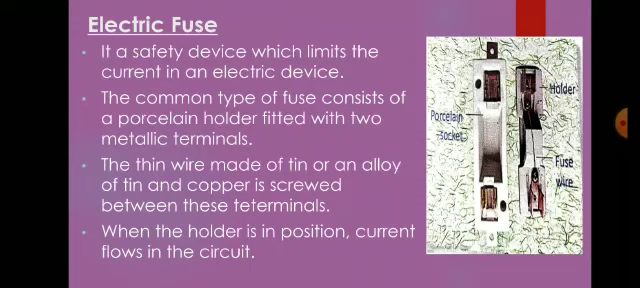 Electric Fuse
• It a safety device which limits the
current in an electric device.
• The common type of fuse consists of
a porcelain holder fitted with two
metallic terminals.
• The thin wire made of tin or an alloy
of tin and copper is screwed
between these teterminals.
• When the holder is in position, current
flows in the circuit.
Holder
Porcelain
socket
Fuse
wire